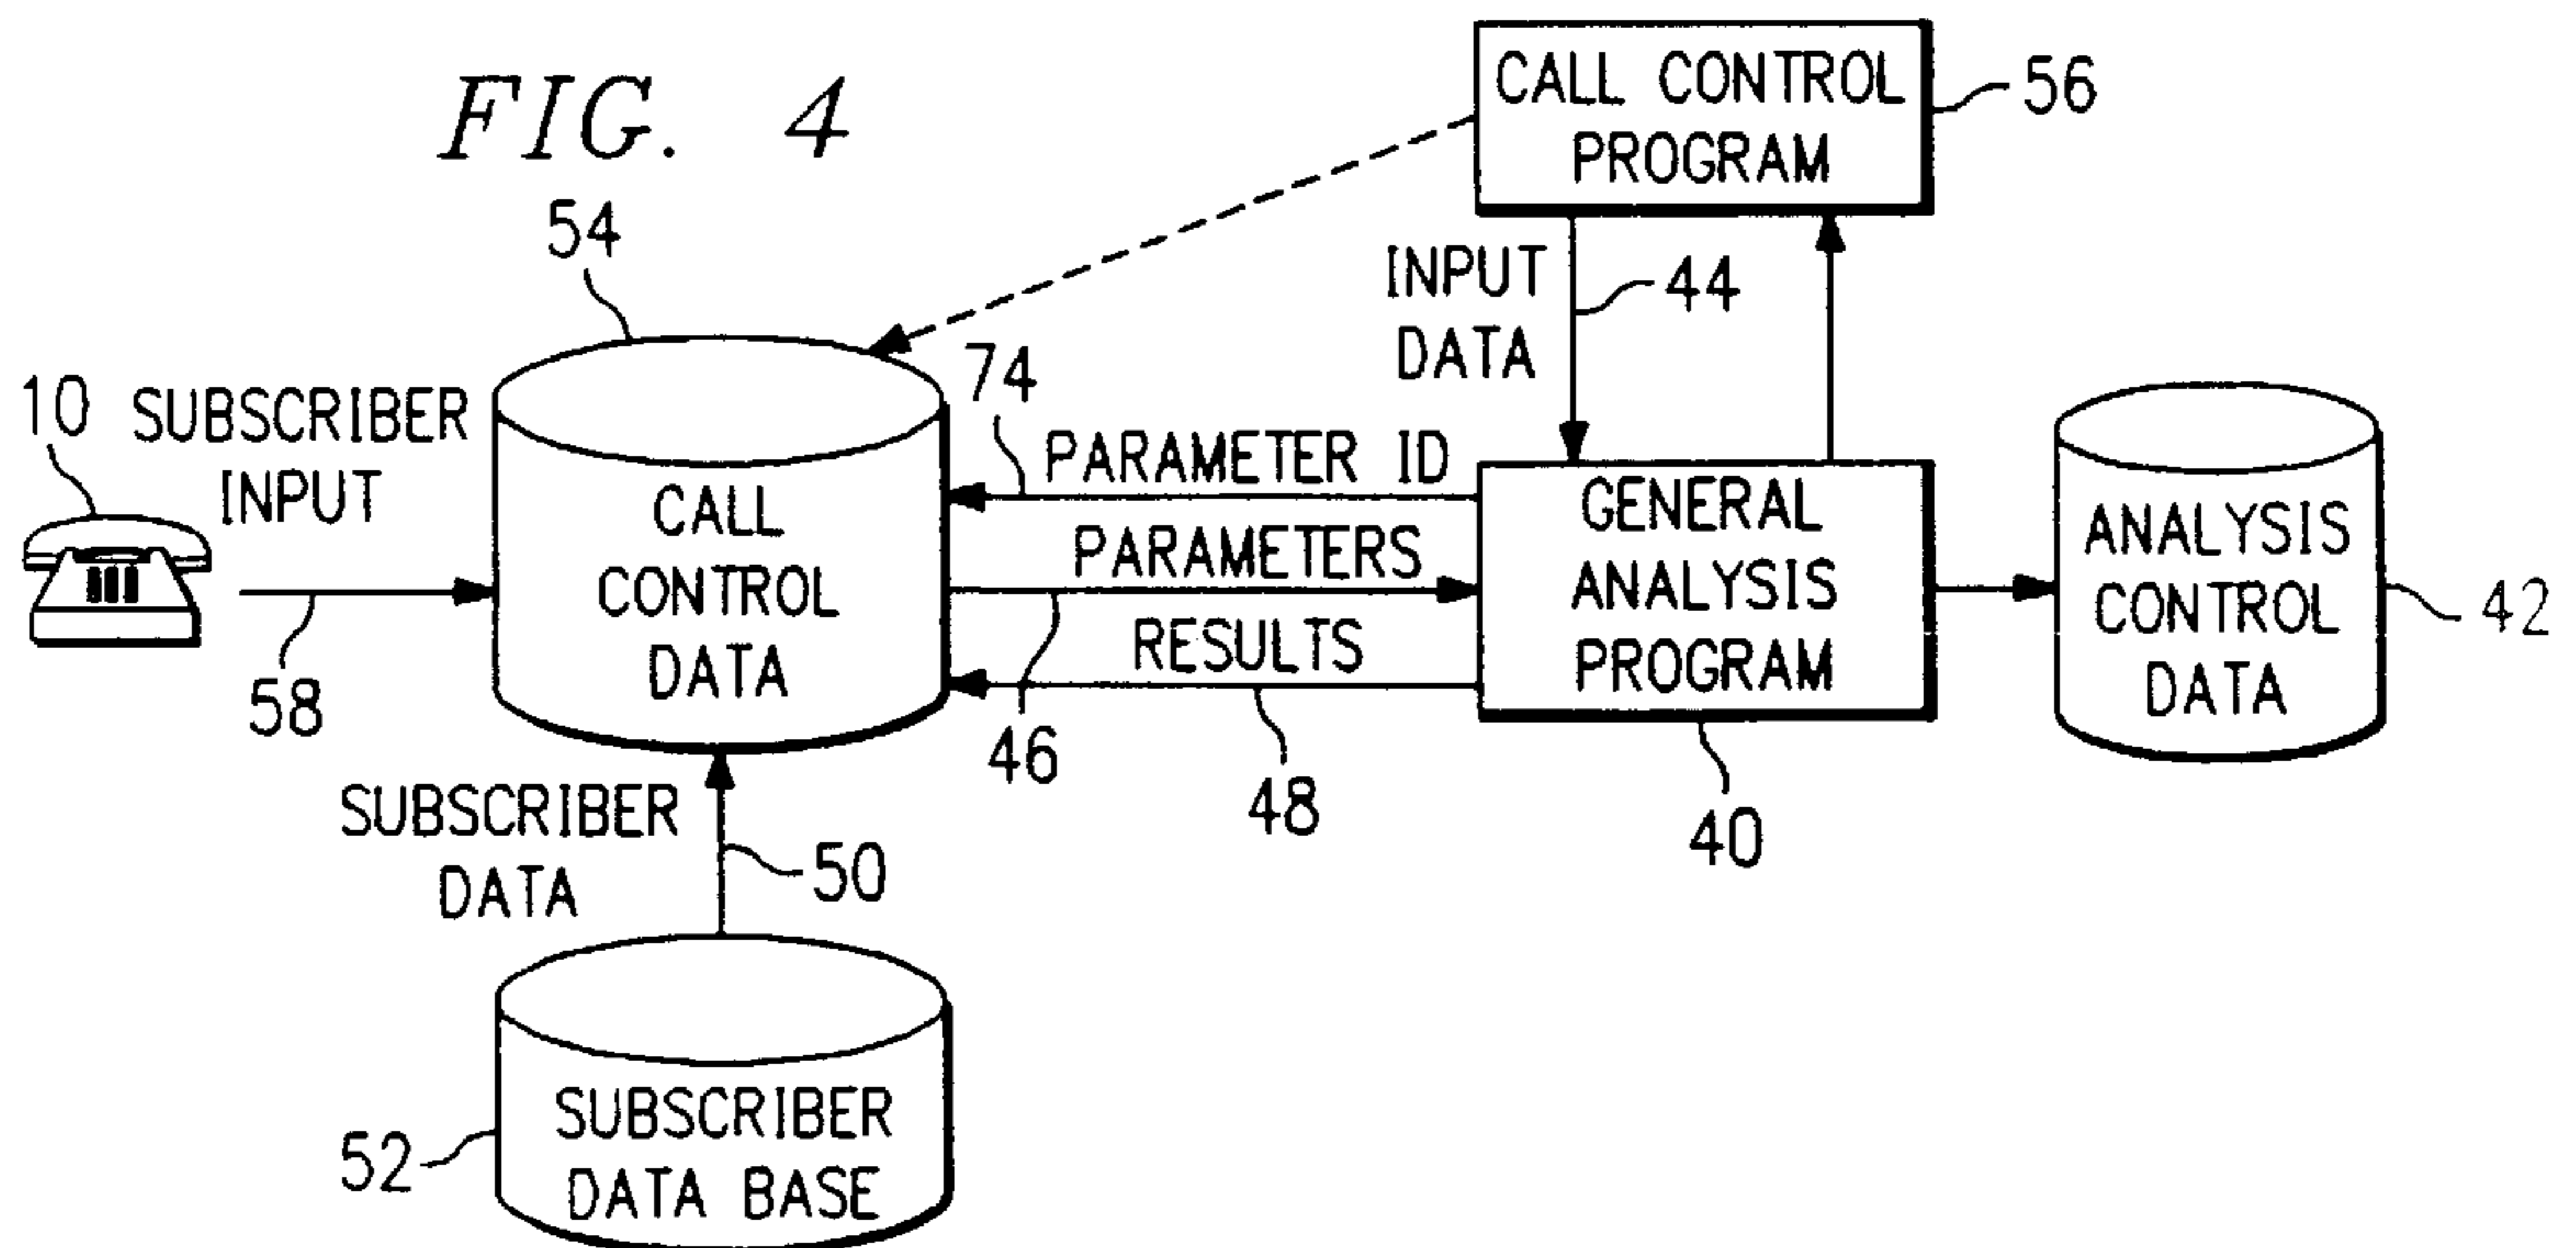 FIG. 4
CALL CONTROL
PROGRAM
56
54
INPUT
DATA
44
10
SUBSCRIBER
INPUT
58
CALL
CONTROL
DATA
74
PARAMETER ID
PARAMETERS
46
RESULTS
48
GENERAL
ANALYSIS
PROGRAM
40
ANALYSIS
CONTROL
DATA
42
SUBSCRIBER
DATA
50
52
SUBSCRIBER
DATA BASE